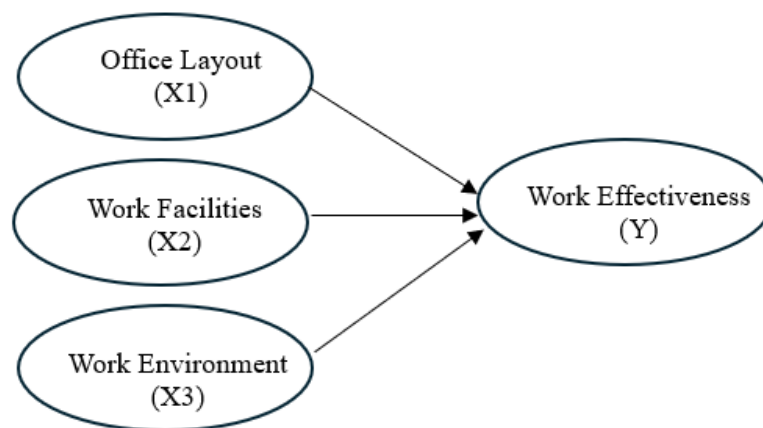 Office Layout
(X1)
Work Facilities
(X2)
Work Environment
(X3)
Work Effectiveness
(Y)